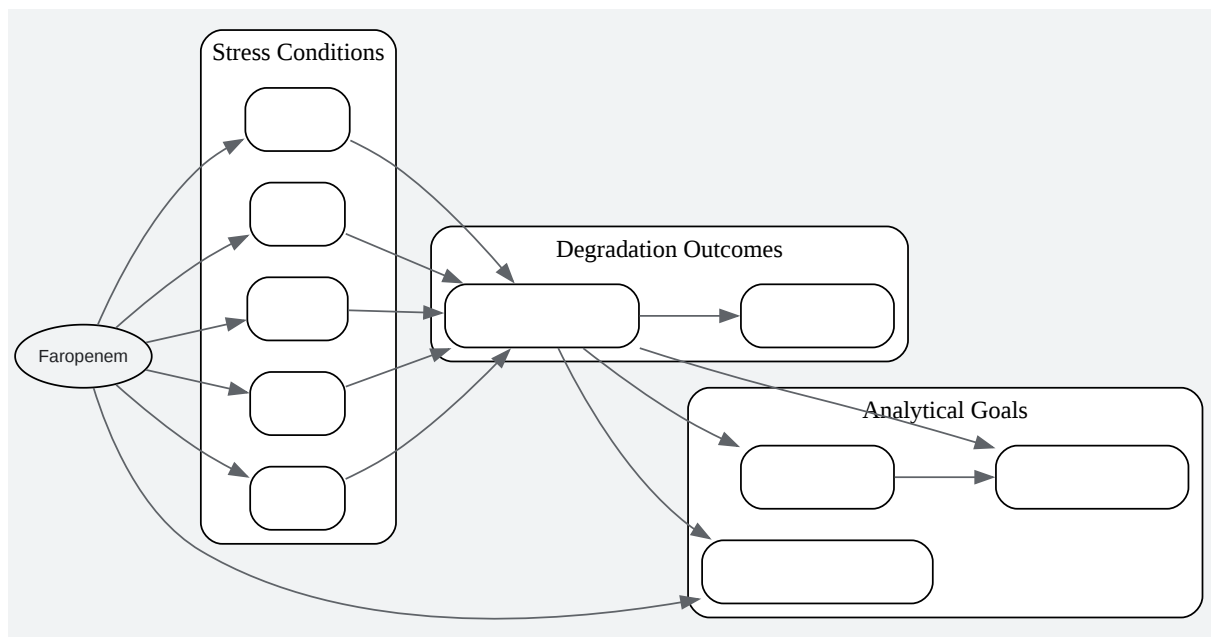 Stress Conditions
Degradation Outcomes
Faropenem
Analytical Goals